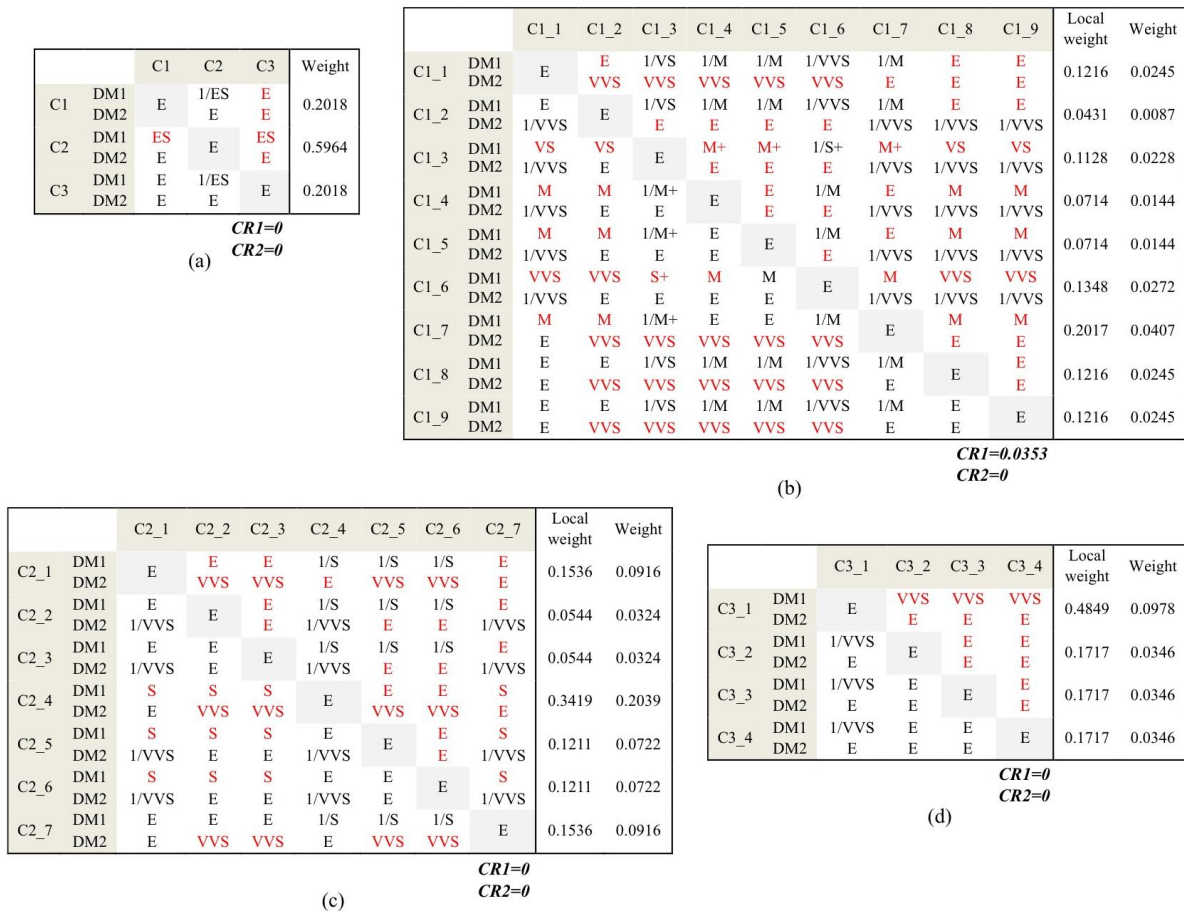 C1 C2 C3 Weight
C1 DM1 E 1/ES E 0.2018
DM2 E E
C2 DM1 ES E ES 0.5964
DM2 E E
C3 DM1 E 1/ES E 0.2018
DM2 E E
CR1=0
CR2=0
(a)
C1_1 C1_2 C1_3 C1_4 C1_5 C1_6 C1_7 C1_8 C1_9 Local weight Weight
C1_1 DM1 E E 1/VS 1/M 1/M 1/VVS 1/M E E 0.1216 0.0245
DM2 VVS VVS VVS VVS VVS E E E
C1_2 DM1 E E 1/VS 1/M 1/M 1/VVS 1/M E E 0.0431 0.0087
DM2 1/VVS E E E E 1/VVS 1/VVS 1/VVS
C1_3 DM1 VS VS E M+ M+ 1/S+ M+ VS VS 0.1128 0.0228
DM2 1/VVS E E E E 1/VVS 1/VVS 1/VVS
C1_4 DM1 M M 1/M+ E E 1/M E M M 0.0714 0.0144
DM2 1/VVS E E E E 1/VVS 1/VVS 1/VVS
C1_5 DM1 M M 1/M+ E E 1/M E M M 0.0714 0.0144
DM2 1/VVS E E E E 1/VVS 1/VVS 1/VVS
C1_6 DM1 VVS VVS S+ M M E M VVS VVS 0.1348 0.0272
DM2 1/VVS E E E E 1/VVS 1/VVS 1/VVS
C1_7 DM1 M M 1/M+ E E 1/M E M M 0.2017 0.0407
DM2 E VVS VVS VVS VVS VVS E E
C1_8 DM1 E E 1/VS 1/M 1/M 1/VVS 1/M E E 0.1216 0.0245
DM2 E VVS VVS VVS VVS VVS E E
C1_9 DM1 E E 1/VS 1/M 1/M 1/VVS 1/M E E 0.1216 0.0245
DM2 E VVS VVS VVS VVS VVS E E
CR1=0.0353
CR2=0
(b)
C2_1 C2_2 C2_3 C2_4 C2_5 C2_6 C2_7 Local weight Weight
C2_1 DM1 E E E 1/S 1/S 1/S E 0.1536 0.0916
DM2 VVS VVS E VVS VVS E
C2_2 DM1 E E E 1/S 1/S 1/S E 0.0544 0.0324
DM2 1/VVS E 1/VVS E E 1/VVS
C2_3 DM1 E E E 1/S 1/S 1/S E 0.0544 0.0324
DM2 1/VVS E 1/VVS E E 1/VVS
C2_4 DM1 S S S E E E S 0.3419 0.2039
DM2 E VVS VVS VVS VVS E
C2_5 DM1 S S S E E E S 0.1211 0.0722
DM2 1/VVS E E 1/VVS E 1/VVS
C2_6 DM1 S S S E E E S 0.1211 0.0722
DM2 1/VVS E E 1/VVS E 1/VVS
C2_7 DM1 E E E 1/S 1/S 1/S E 0.1536 0.0916
DM2 E VVS VVS E VVS VVS
CR1=0
CR2=0
(c)
C3_1 C3_2 C3_3 C3_4 Local weight Weight
C3_1 DM1 E VVS VVS VVS 0.4849 0.0978
DM2 E E E
C3_2 DM1 1/VVS E E E 0.1717 0.0346
DM2 E E E
C3_3 DM1 1/VVS E E E 0.1717 0.0346
DM2 E E E
C3_4 DM1 1/VVS E E E 0.1717 0.0346
DM2 E E E
CR1=0
CR2=0
(d)